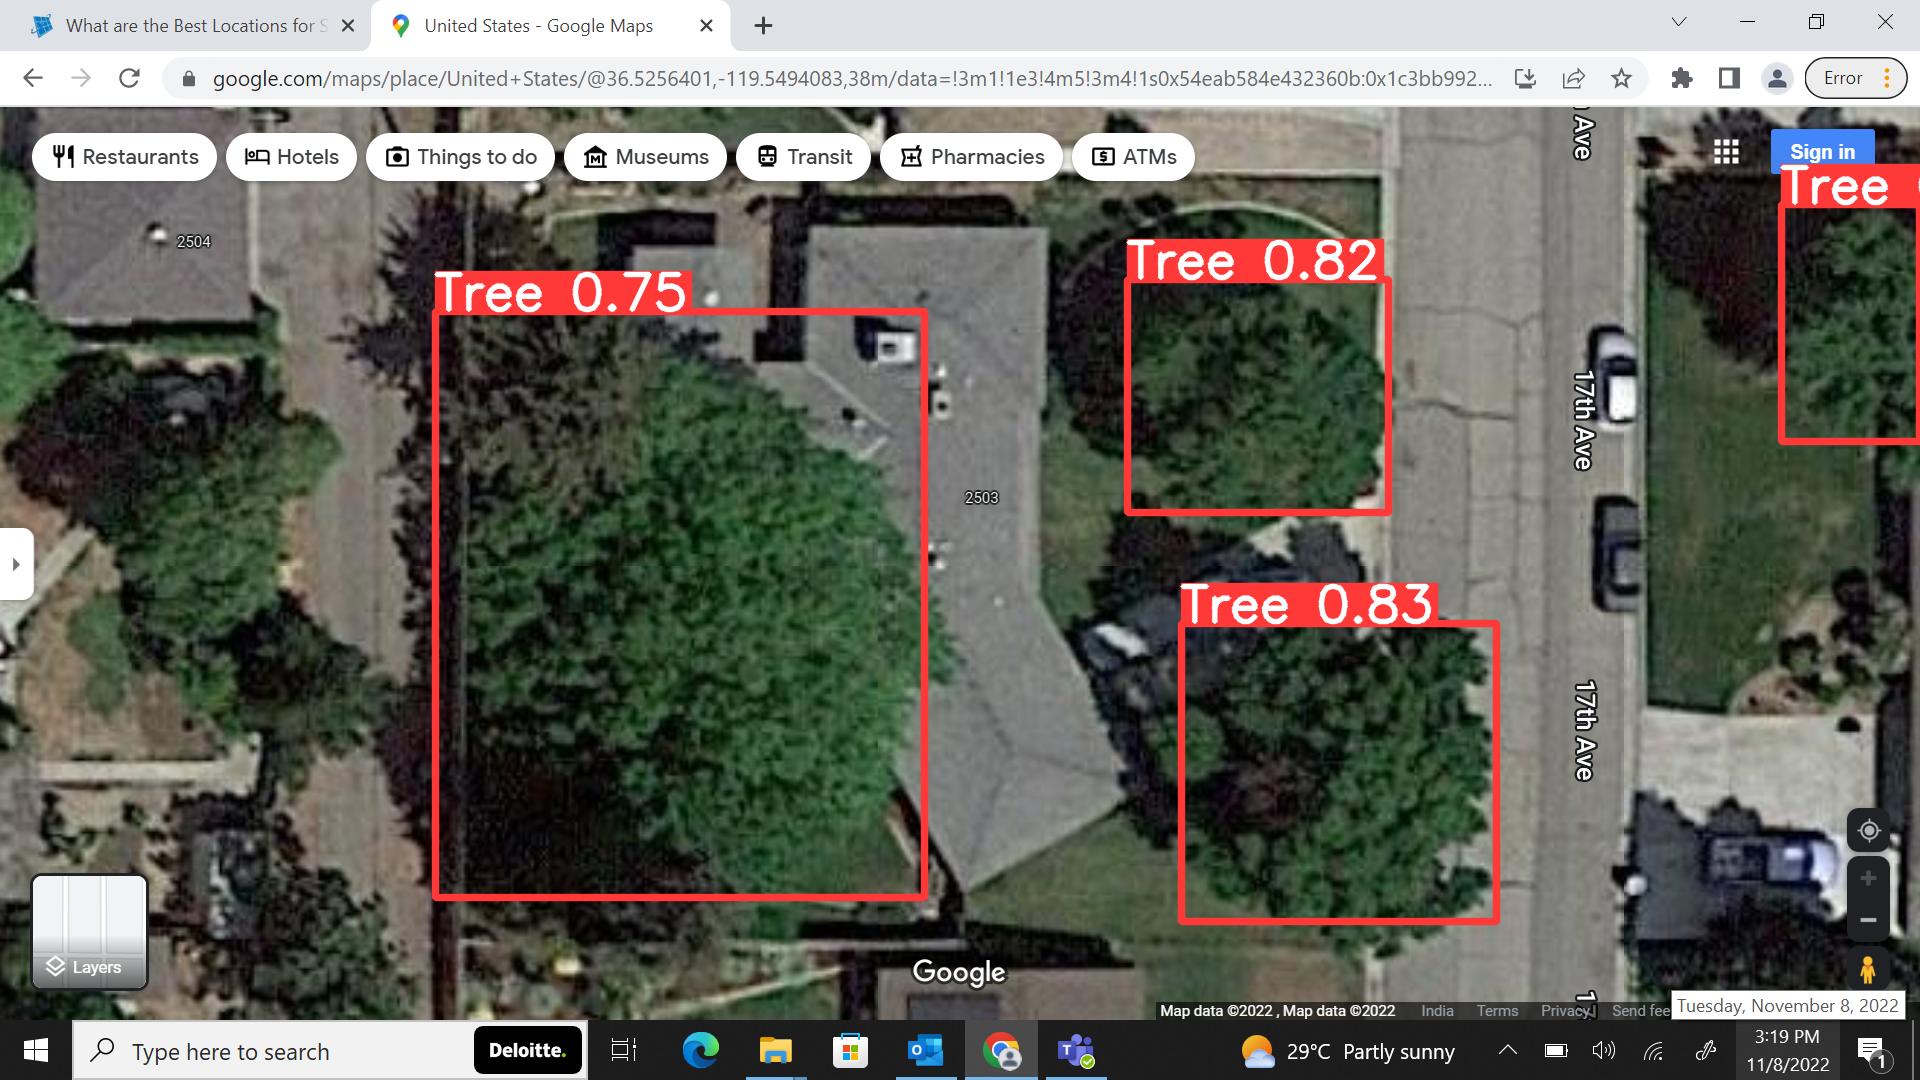 What are the Best Locations for S
United States - Google Maps
google.com/maps/place/United+States/@36.5256401,-119.5494083,38m/data=!3m1!1e3!4m5!3m4!1s0x54eab584e432360b:0x1c3bb992...
Error
Restaurants
Hotels
Things to do
Museums
Transit
Pharmacies
ATMs
Ave
Sign in
Tree
2504
Tree 0.82
Tree 0.75
17th Ave
2503
Tree 0.83
17th Ave
Layers
Google
Map data ©2022 , Map data ©2022
India
Terms
Privacy
Send fee
Tuesday, November 8, 2022
Type here to search
Deloitte.
29°C Partly sunny
3:19 PM
11/8/2022
1